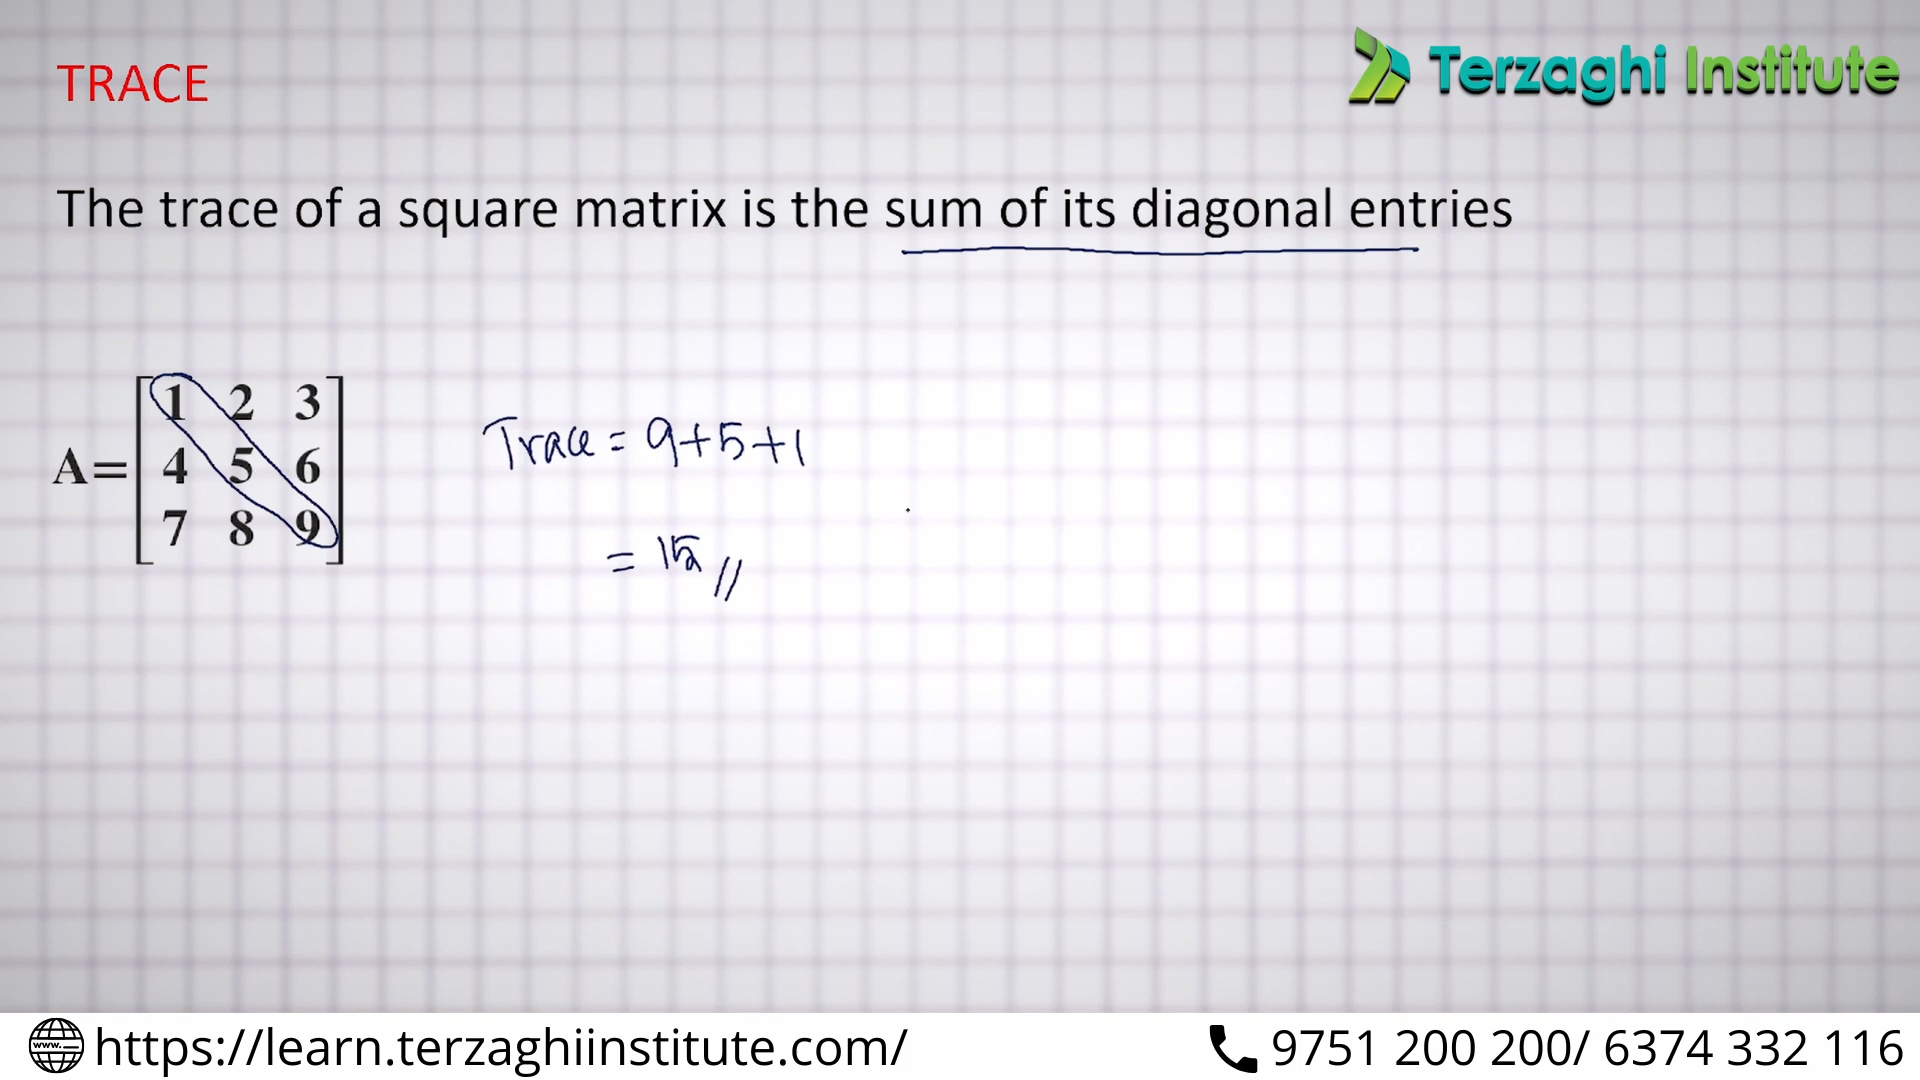 TRACE
Terzaghi Institute
The trace of a square matrix is the sum of its diagonal entries
1 2 3
A= 4 5 6
7 8 9
Trace = 9+5+1
= 15 //
www.
https://learn.terzaghiinstitute.com/
9751 200 200/ 6374 332 116